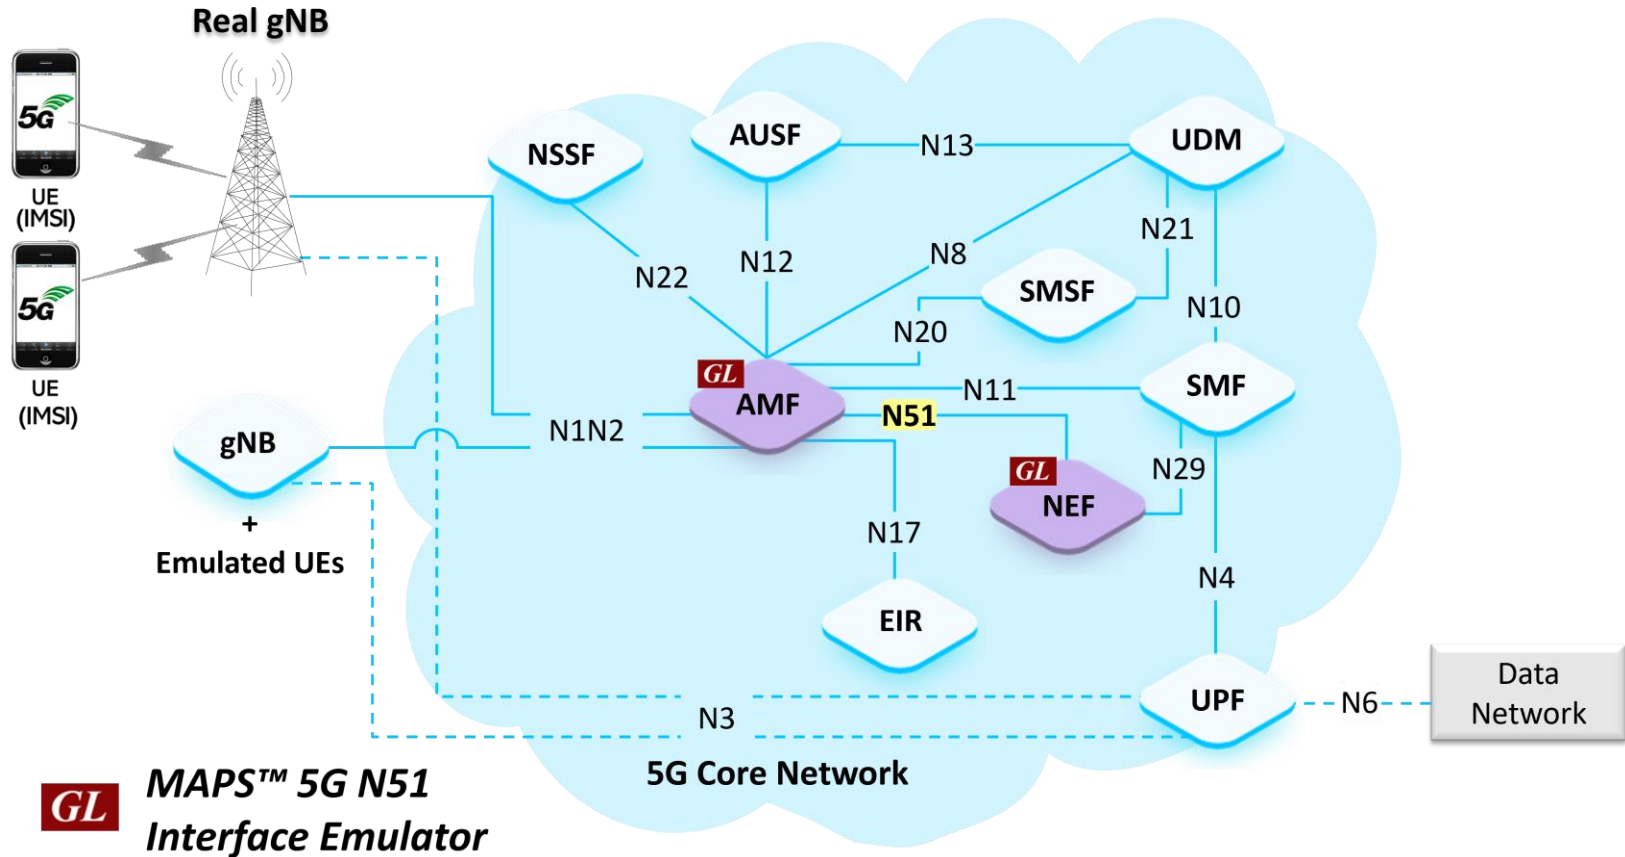 Real gNB
5G
UE
(IMSI)
5G
UE
(IMSI)
NSSF
AUSF
N13
UDM
N21
N22
N12
N8
SMSF
N20
N10
GL
AMF
N11
SMF
N51
N1N2
gNB
GL
NEF
N29
+
Emulated UEs
N17
N4
EIR
UPF
N6
Data
Network
N3
5G Core Network
GL
MAPS™ 5G N51
Interface Emulator